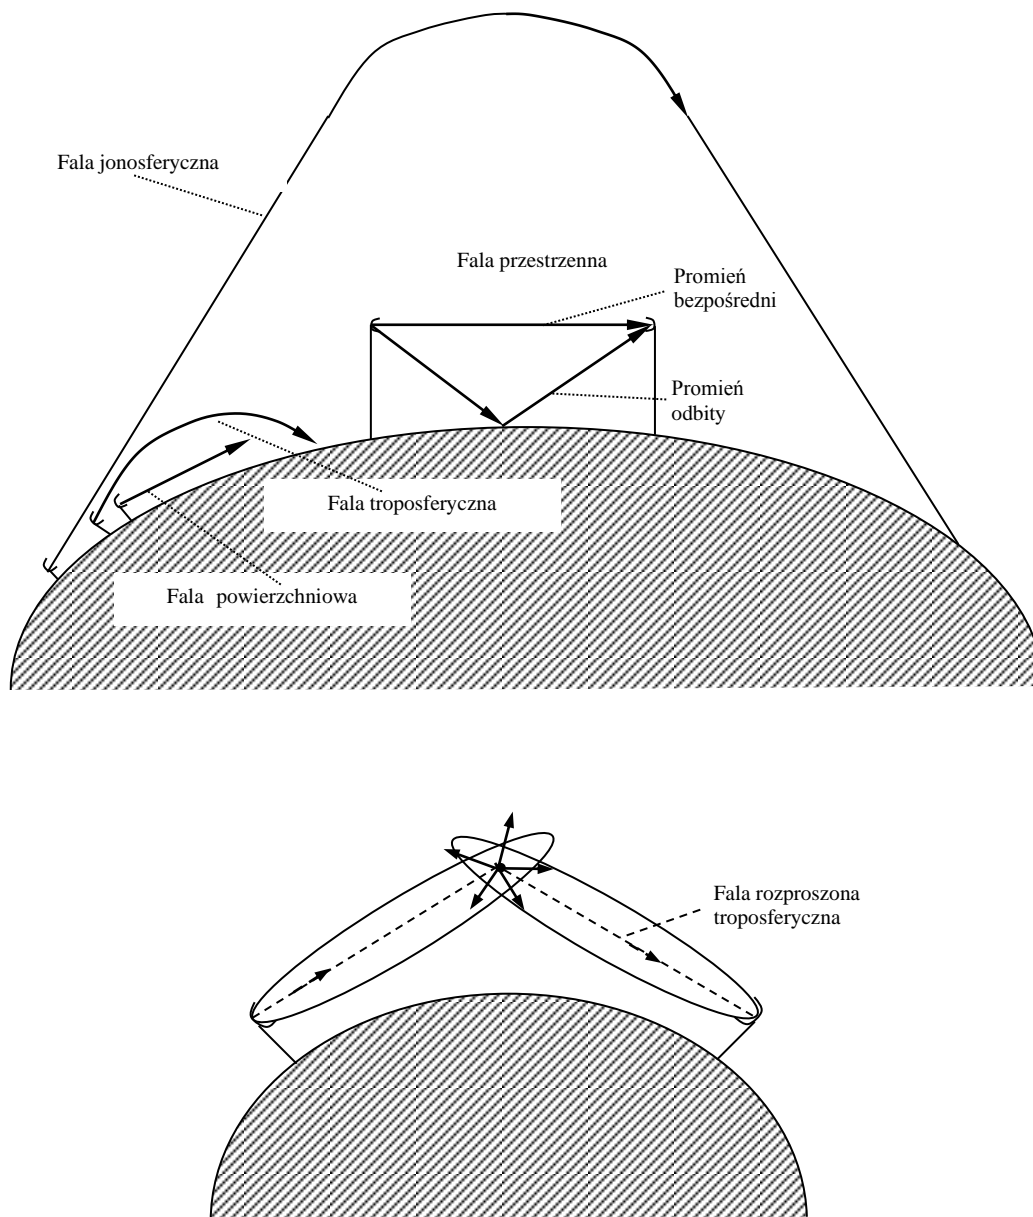 Fala jonosferyczna
Fala przestrzenna
Promień
bezpośredni
Promień
odbity
Fala troposferyczna
Fala powierzchniowa
Fala rozproszona
troposferyczna